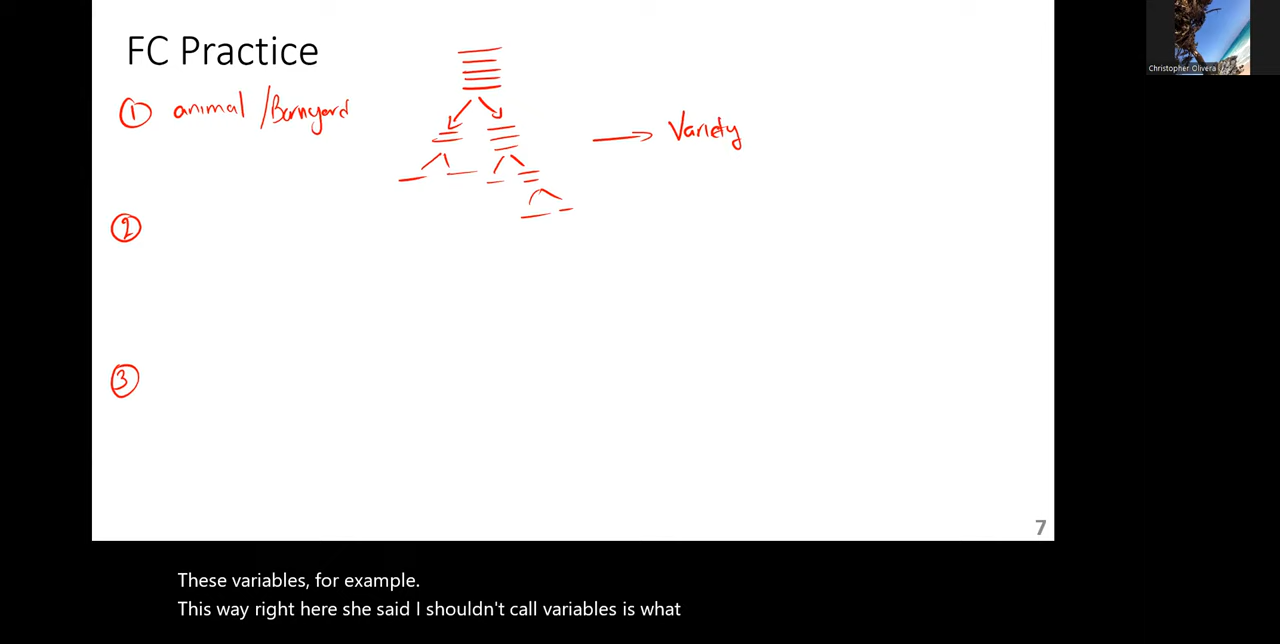 FC Practice
① animal / Barnyard
Variety
②
③
7
Christopher Olivera
These variables, for example.
This way right here she said I shouldn't call variables is what